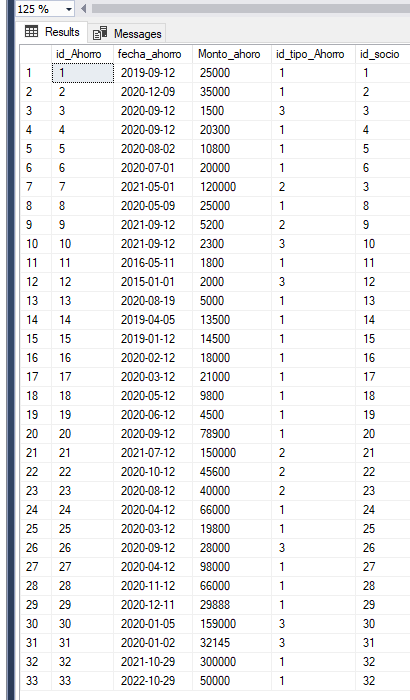 125 %
Results Messages
id_Ahorro fecha_ahorro Monto_ahoro id_tipo_Ahorro id_socio
1 1 2019-09-12 25000 1 1
2 2 2020-12-09 35000 1 2
3 3 2020-09-12 1500 3 3
4 4 2020-09-12 20300 1 4
5 5 2020-08-02 10800 1 5
6 6 2020-07-01 20000 1 6
7 7 2021-05-01 120000 2 3
8 8 2020-05-09 25000 1 8
9 9 2021-09-12 5200 2 9
10 10 2021-09-12 2300 3 10
11 11 2016-05-11 1800 1 11
12 12 2015-01-01 2000 3 12
13 13 2020-08-19 5000 1 13
14 14 2019-04-05 13500 1 14
15 15 2019-01-12 14500 1 15
16 16 2020-02-12 18000 1 16
17 17 2020-03-12 21000 1 17
18 18 2020-05-12 9800 1 18
19 19 2020-06-12 4500 1 19
20 20 2020-09-12 78900 1 20
21 21 2021-07-12 150000 2 21
22 22 2020-10-12 45600 2 22
23 23 2020-08-12 40000 2 23
24 24 2020-04-12 66000 1 24
25 25 2020-03-12 19800 1 25
26 26 2020-09-12 28000 3 26
27 27 2020-04-12 98000 1 27
28 28 2020-11-12 66000 1 28
29 29 2020-12-11 29888 1 29
30 30 2020-01-05 159000 3 30
31 31 2020-01-02 32145 3 31
32 32 2021-10-29 300000 1 32
33 33 2022-10-29 50000 1 32